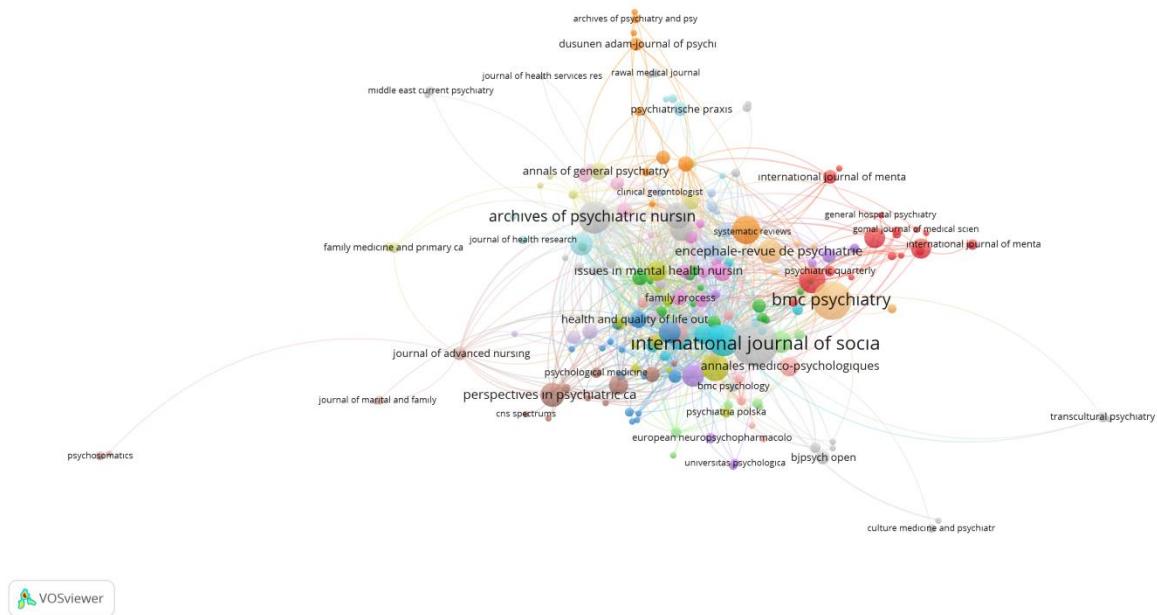 archives of psychiatry and psy
dusunen adam-journal of psychi
journal of health services res
rawal medical journal
middle east current psychiatry
psychiatrische praxis
annals of general psychiatry
international journal of menta
clinical gerontologist
archives of psychiatric nursin
general hospital psychiatry
gomal journal of medical scien
systematic reviews
journal of health research
international journal of menta
family medicine and primary ca
encephale-revue de psychiatrie
issues in mental health nursin
psychiatric quarterly
family process
bmc psychiatry
health and quality of life out
international journal of socia
journal of advanced nursing
annales medico-psychologiques
psychological medicine
bmc psychology
perspectives in psychiatric ca
journal of marital and family
cns spectrums
psychiatria polska
transcultural psychiatry
european neuropsychopharmacolo
psychosomatics
bjpsych open
universitas psychologica
culture medicine and psychiatr
VOSviewer